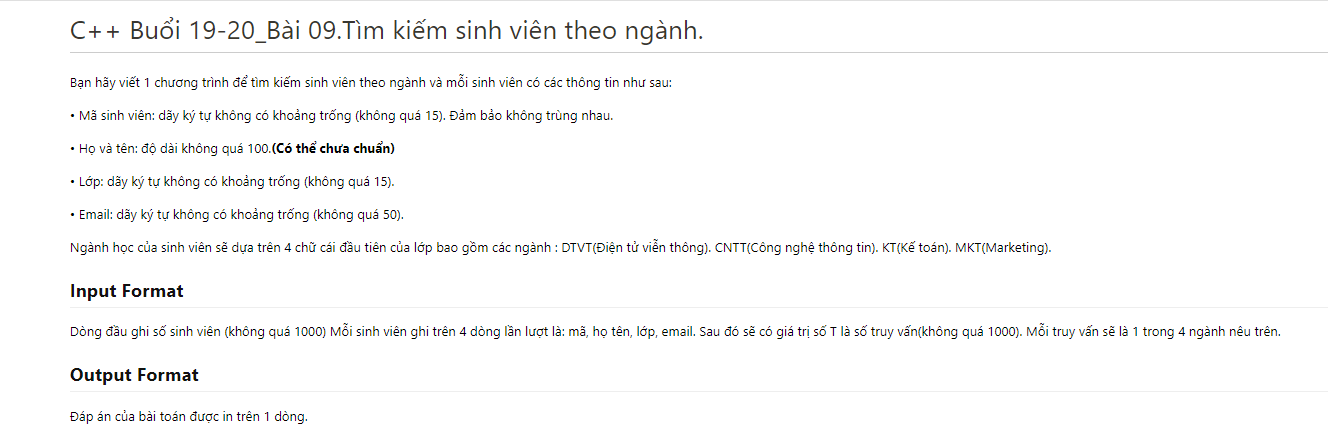 C++ Buổi 19-20_Bài 09.Tìm kiếm sinh viên theo ngành.
Bạn hãy viết 1 chương trình để tìm kiếm sinh viên theo ngành và mỗi sinh viên có các thông tin như sau:
• Mã sinh viên: dãy ký tự không có khoảng trống (không quá 15). Đảm bảo không trùng nhau.
• Họ và tên: độ dài không quá 100.(Có thể chưa chuẩn)
• Lớp: dãy ký tự không có khoảng trống (không quá 15).
• Email: dãy ký tự không có khoảng trống (không quá 50).
Ngành học của sinh viên sẽ dựa trên 4 chữ cái đầu tiên của lớp bao gồm các ngành : DTVT(Điện tử viễn thông). CNTT(Công nghệ thông tin). KT(Kế toán). MKT(Marketing).
Input Format
Dòng đầu ghi số sinh viên (không quá 1000) Mỗi sinh viên ghi trên 4 dòng lần lượt là: mã, họ tên, lớp, email. Sau đó sẽ có giá trị số T là số truy vấn(không quá 1000). Mỗi truy vấn sẽ là 1 trong 4 ngành nêu trên.
Output Format
Đáp án của bài toán được in trên 1 dòng.